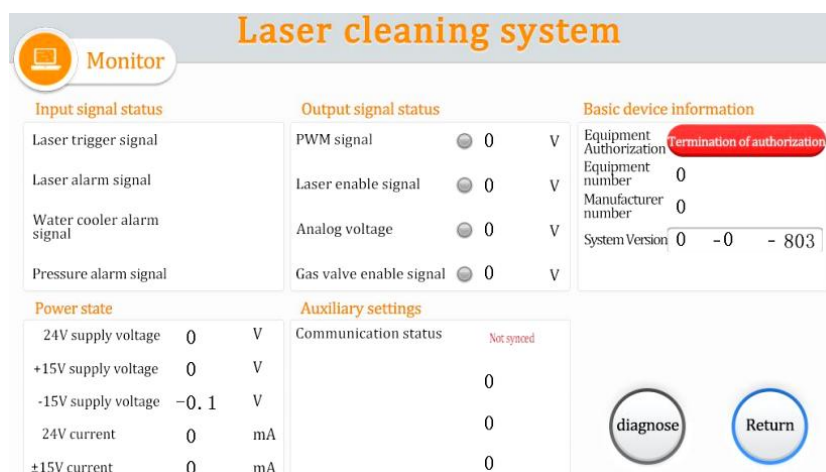 Laser cleaning system
Monitor
Input signal status
Laser trigger signal
Laser alarm signal
Water cooler alarm
signal
Pressure alarm signal
Output signal status
PWM signal 0 V
Laser enable signal 0 V
Analog voltage 0 V
Gas valve enable signal 0 V
Basic device information
Equipment
Authorization Termination of authorization
Equipment
number 0
Manufacturer
number 0
System Version 0 -0 - 803
Power state
24V supply voltage 0 V
+15V supply voltage 0 V
-15V supply voltage -0.1 V
24V current 0 mA
±15V current 0 mA
Auxiliary settings
Communication status Not synced
0
0
0
diagnose
Return